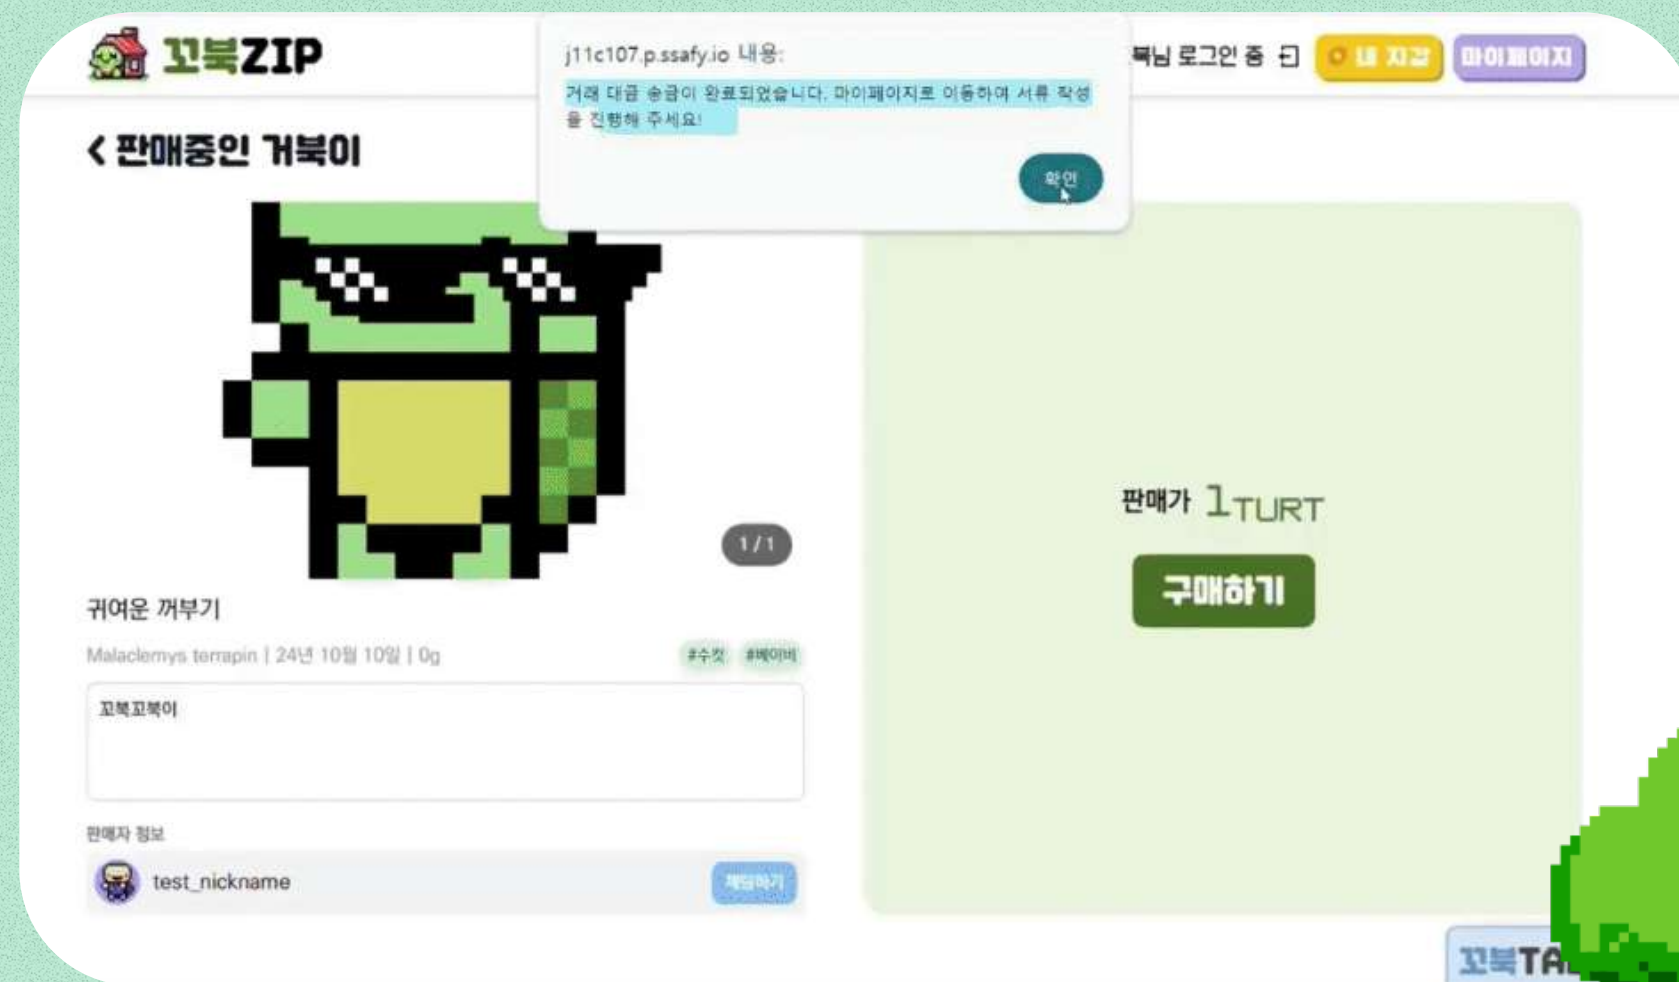 꼬북ZIP
j11c107.p.ssafy.io 내용:
거래 대금 송금이 완료되었습니다. 마이페이지로 이동하여 서류 작성
을 진행해 주세요!
확인
북님 로그인 중
내 지갑
마이페이지
판매중인 거북이
1 / 1
귀여운 꺼부기
Malaclemys terrapin | 24년 10월 10일 | 0g
#수컷 #베이비
꼬북꼬북이
판매자 정보
test_nickname
채팅하기
판매가 1TURT
구매하기
꼬북